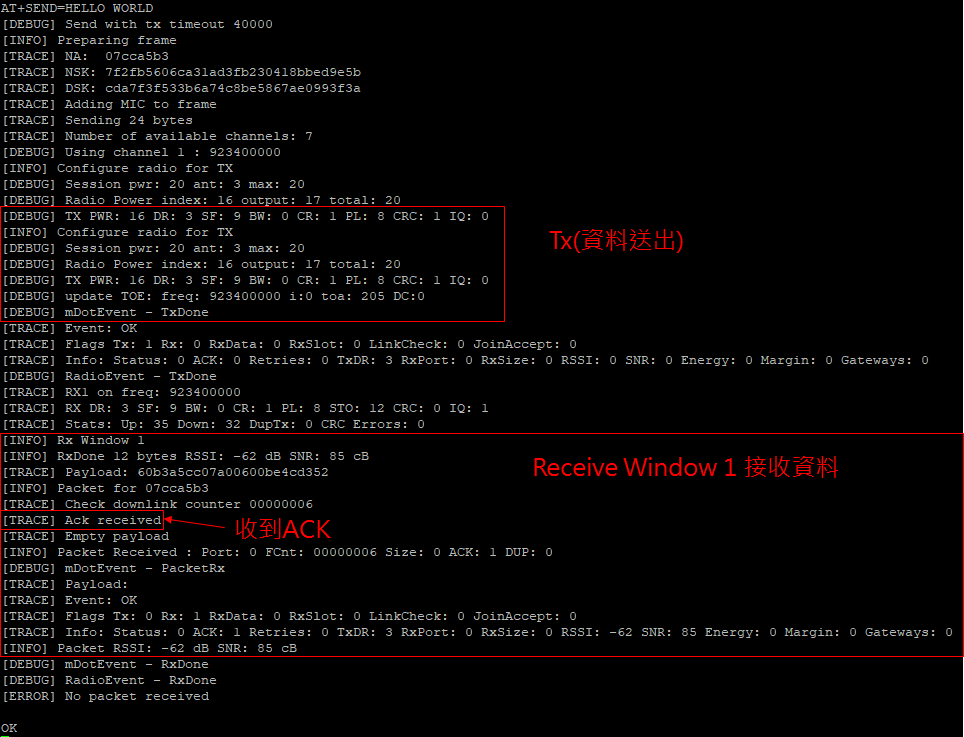 AT+SEND=HELLO WORLD
[DEBUG] Send with tx timeout 40000
[INFO] Preparing frame
[TRACE] NA:  07cca5b3
[TRACE] NSK: 7f2fb5606ca31ad3fb230418bbed9e5b
[TRACE] DSK: cda7f3f533b6a74c8be5867ae0993f3a
[TRACE] Adding MIC to frame
[TRACE] Sending 24 bytes
[TRACE] Number of available channels: 7
[DEBUG] Using channel 1 : 923400000
[INFO] Configure radio for TX
[DEBUG] Session pwr: 20 ant: 3 max: 20
[DEBUG] Radio Power index: 16 output: 17 total: 20
[DEBUG] TX PWR: 16 DR: 3 SF: 9 BW: 0 CR: 1 PL: 8 CRC: 1 IQ: 0
[INFO] Configure radio for TX
Tx(資料送出)
[DEBUG] Session pwr: 20 ant: 3 max: 20
[DEBUG] Radio Power index: 16 output: 17 total: 20
[DEBUG] TX PWR: 16 DR: 3 SF: 9 BW: 0 CR: 1 PL: 8 CRC: 1 IQ: 0
[DEBUG] update TOE: freq: 923400000 i:0 toa: 205 DC:0
[DEBUG] mDotEvent - TxDone
[TRACE] Event: OK
[TRACE] Flags Tx: 1 Rx: 0 RxData: 0 RxSlot: 0 LinkCheck: 0 JoinAccept: 0
[TRACE] Info: Status: 0 ACK: 0 Retries: 0 TxDR: 3 RxPort: 0 RxSize: 0 RSSI: 0 SNR: 0 Energy: 0 Margin: 0 Gateways: 0
[DEBUG] RadioEvent - TxDone
[TRACE] RX1 on freq: 923400000
[TRACE] RX DR: 3 SF: 9 BW: 0 CR: 1 PL: 8 STO: 12 CRC: 0 IQ: 1
[TRACE] Stats: Up: 35 Down: 32 DupTx: 0 CRC Errors: 0
[INFO] Rx Window 1
[INFO] RxDone 12 bytes RSSI: -62 dB SNR: 85 cB
Receive Window 1 接收資料
[TRACE] Payload: 60b3a5cc07a00600be4cd352
[INFO] Packet for 07cca5b3
[TRACE] Check downlink counter 00000006
[TRACE] Ack received
收到ACK
[TRACE] Empty payload
[INFO] Packet Received : Port: 0 FCnt: 00000006 Size: 0 ACK: 1 DUP: 0
[DEBUG] mDotEvent - PacketRx
[TRACE] Payload:
[TRACE] Event: OK
[TRACE] Flags Tx: 0 Rx: 1 RxData: 0 RxSlot: 0 LinkCheck: 0 JoinAccept: 0
[TRACE] Info: Status: 0 ACK: 1 Retries: 0 TxDR: 3 RxPort: 0 RxSize: 0 RSSI: -62 SNR: 85 Energy: 0 Margin: 0 Gateways: 0
[INFO] Packet RSSI: -62 dB SNR: 85 cB
[DEBUG] mDotEvent - RxDone
[DEBUG] RadioEvent - RxDone
[ERROR] No packet received
OK